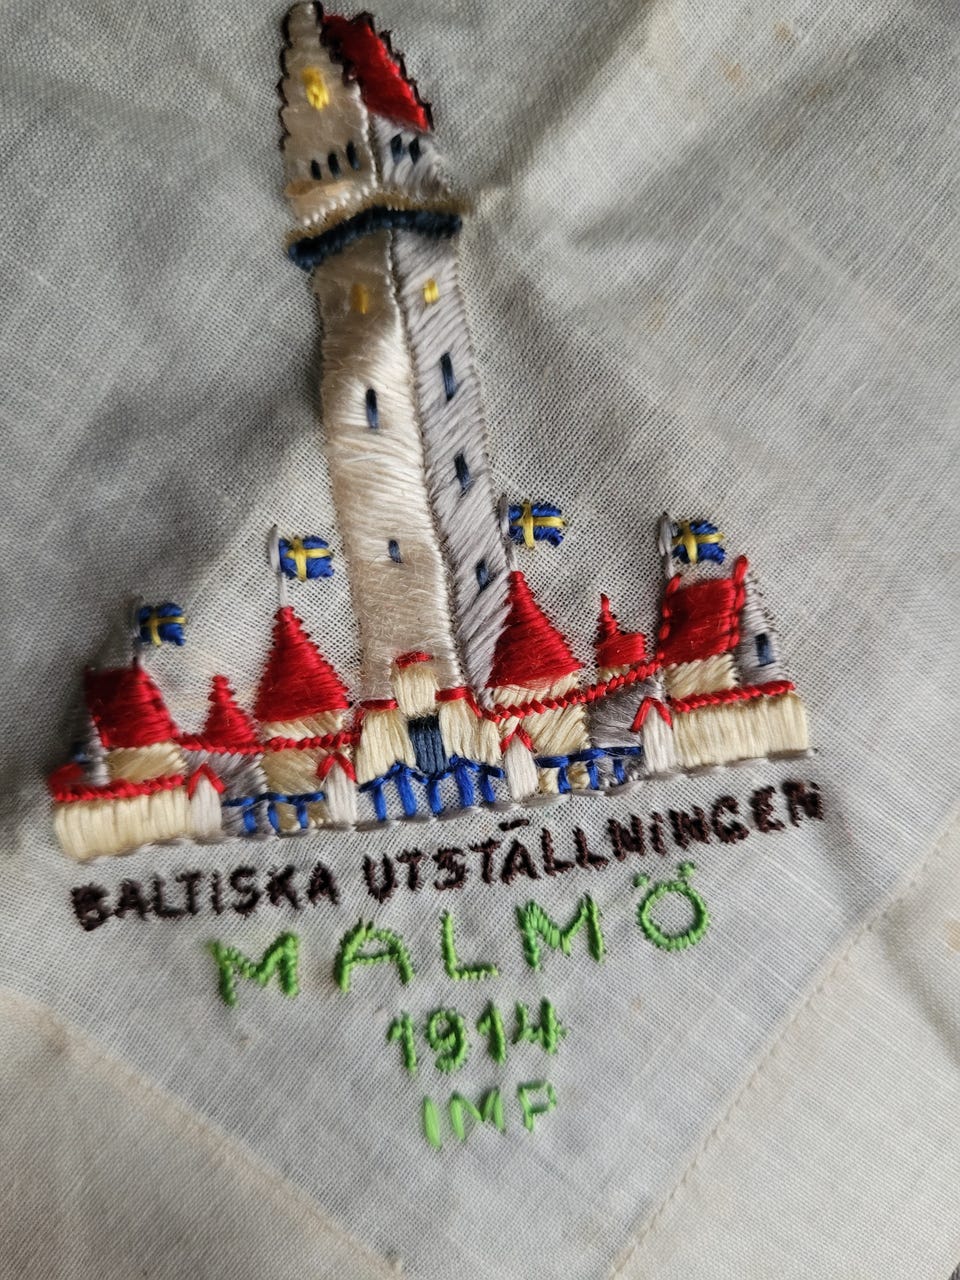 BALTISKA UTSTÄLLNINGEN
MALMÖ
1914
IMP